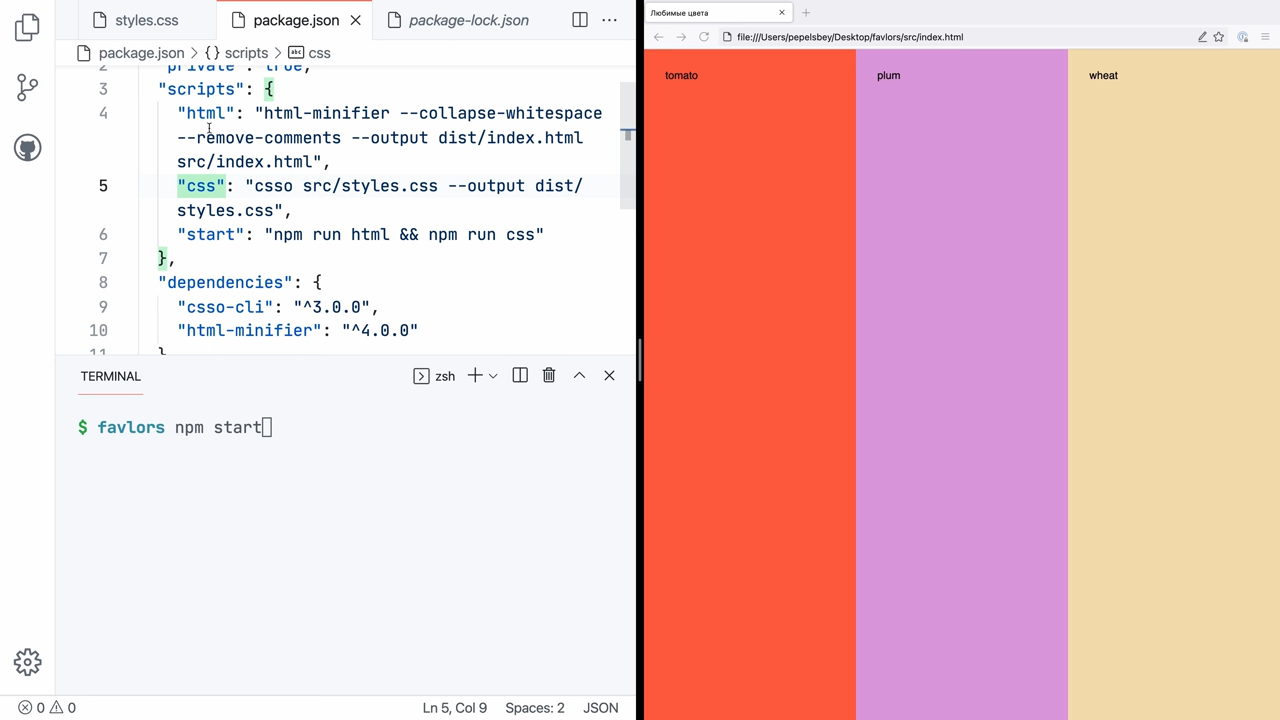 styles.css
package.json
package-lock.json
package.json > {} scripts > abc css
2 "private": true,
3 "scripts": {
4 "html": "html-minifier --collapse-whitespace
--remove-comments --output dist/index.html
src/index.html",
5 "css": "csso src/styles.css --output dist/
styles.css",
6 "start": "npm run html && npm run css"
7 },
8 "dependencies": {
9 "csso-cli": "^3.0.0",
10 "html-minifier": "^4.0.0"
11 }
TERMINAL
zsh
$ favlors npm start
0 0
Ln 5, Col 9
Spaces: 2
JSON
Любимые цвета
file:///Users/pepelsbey/Desktop/favlors/src/index.html
tomato
plum
wheat